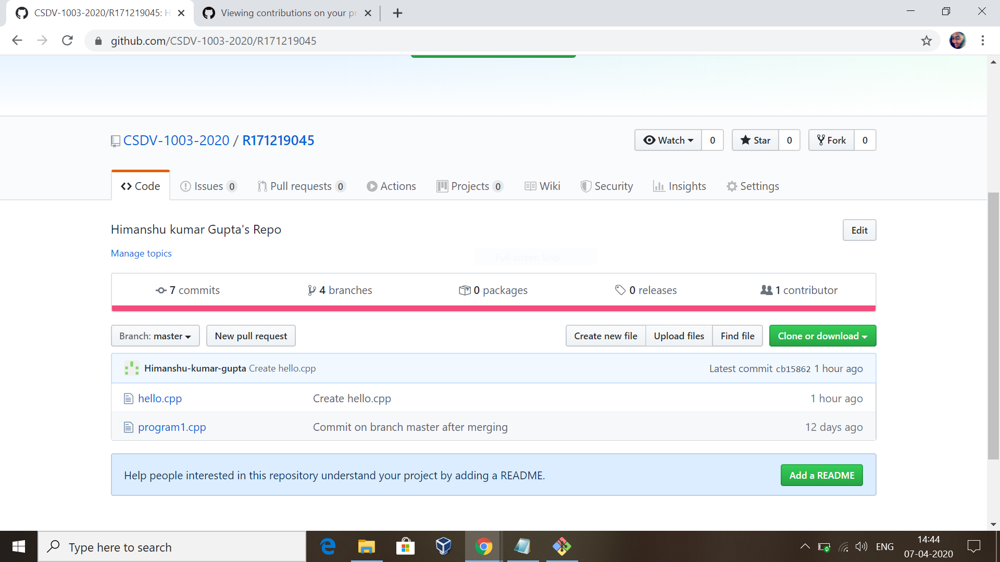 CSDV-1003-2020/R171219045: H
Viewing contributions on your pr
github.com/CSDV-1003-2020/R171219045
CSDV-1003-2020 / R171219045
Watch 0 Star 0 Fork 0
Code Issues 0 Pull requests 0 Actions Projects 0 Wiki Security Insights Settings
Himanshu kumar Gupta's Repo
Edit
Manage topics
Full-screen Snip
7 commits 4 branches 0 packages 0 releases 1 contributor
Branch: master New pull request Create new file Upload files Find file Clone or download
Himanshu-kumar-gupta Create hello.cpp Latest commit cb15862 1 hour ago
hello.cpp Create hello.cpp 1 hour ago
program1.cpp Commit on branch master after merging 12 days ago
Help people interested in this repository understand your project by adding a README. Add a README
Type here to search
ENG
14:44
07-04-2020